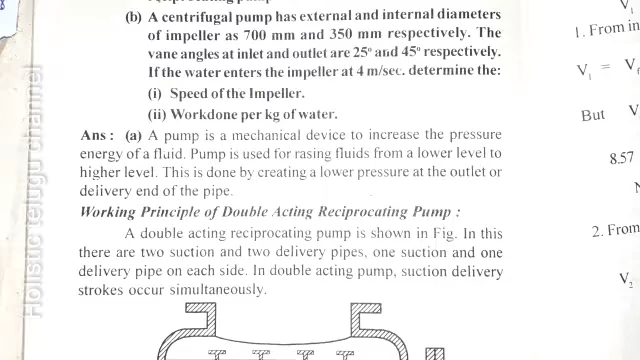 (b) A centrifugal pump has external and internal diameters
of impeller as 700 mm and 350 mm respectively. The
vane angles at inlet and outlet are 25º and 45º respectively.
If the water enters the impeller at 4 m/sec. determine the:
(i) Speed of the Impeller.
(ii) Workdone per kg of water.
Ans : (a) A pump is a mechanical device to increase the pressure
energy of a fluid. Pump is used for rasing fluids from a lower level to
higher level. This is done by creating a lower pressure at the outlet or
delivery end of the pipe.
Working Principle of Double Acting Reciprocating Pump :
A double acting reciprocating pump is shown in Fig. In this
there are two suction and two delivery pipes, one suction and one
delivery pipe on each side. In double acting pump, suction delivery
strokes occur simultaneously.
V1
1. From in
V1 = Vf
But V
8.57
2. From
V2
Holistic telugu channel